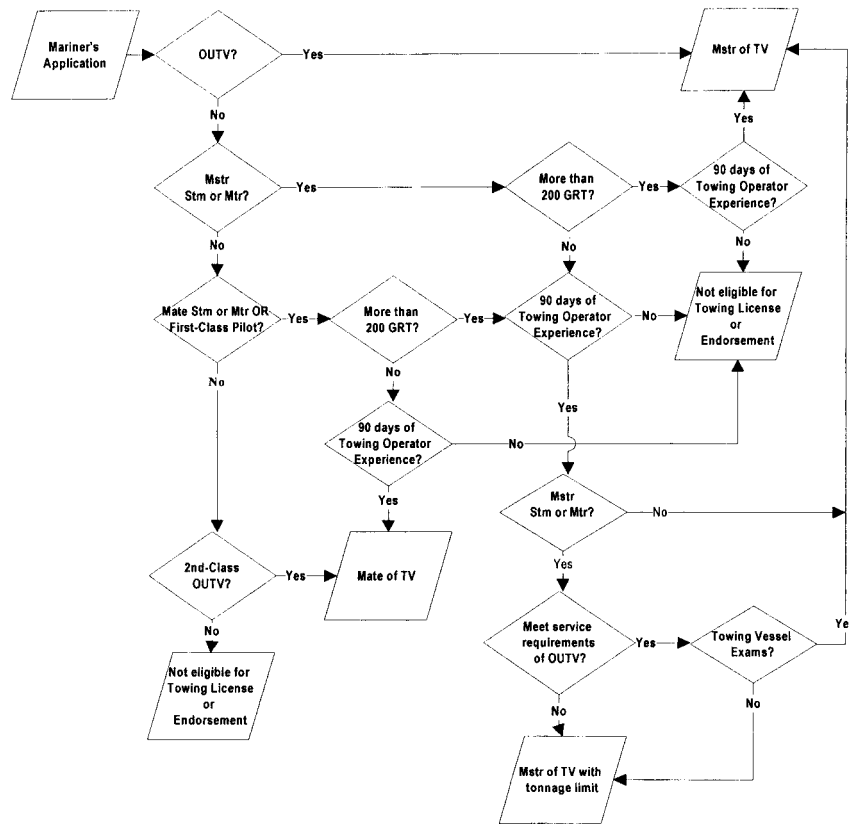 Mariner's
Application
OUTV?
Yes
Mstr of TV
No
Yes
Mstr
Stm or Mtr?
Yes
More than
200 GRT?
Yes
90 days of
Towing Operator
Experience?
No
No
No
Mate Stm or Mtr OR
First-Class Pilot?
Yes
More than
200 GRT?
Yes
90 days of
Towing Operator
Experience?
No
Not eligible for
Towing License
or
Endorsement
No
No
Yes
90 days of
Towing Operator
Experience?
No
Yes
Mstr
Stm or Mtr?
No
2nd-Class
OUTV?
Yes
Mate of TV
Yes
No
Meet service
requirements
of OUTV?
Yes
Towing Vessel
Exams?
Ye
Not eligible for
Towing License
or
Endorsement
No
No
Mstr of TV with
tonnage limit